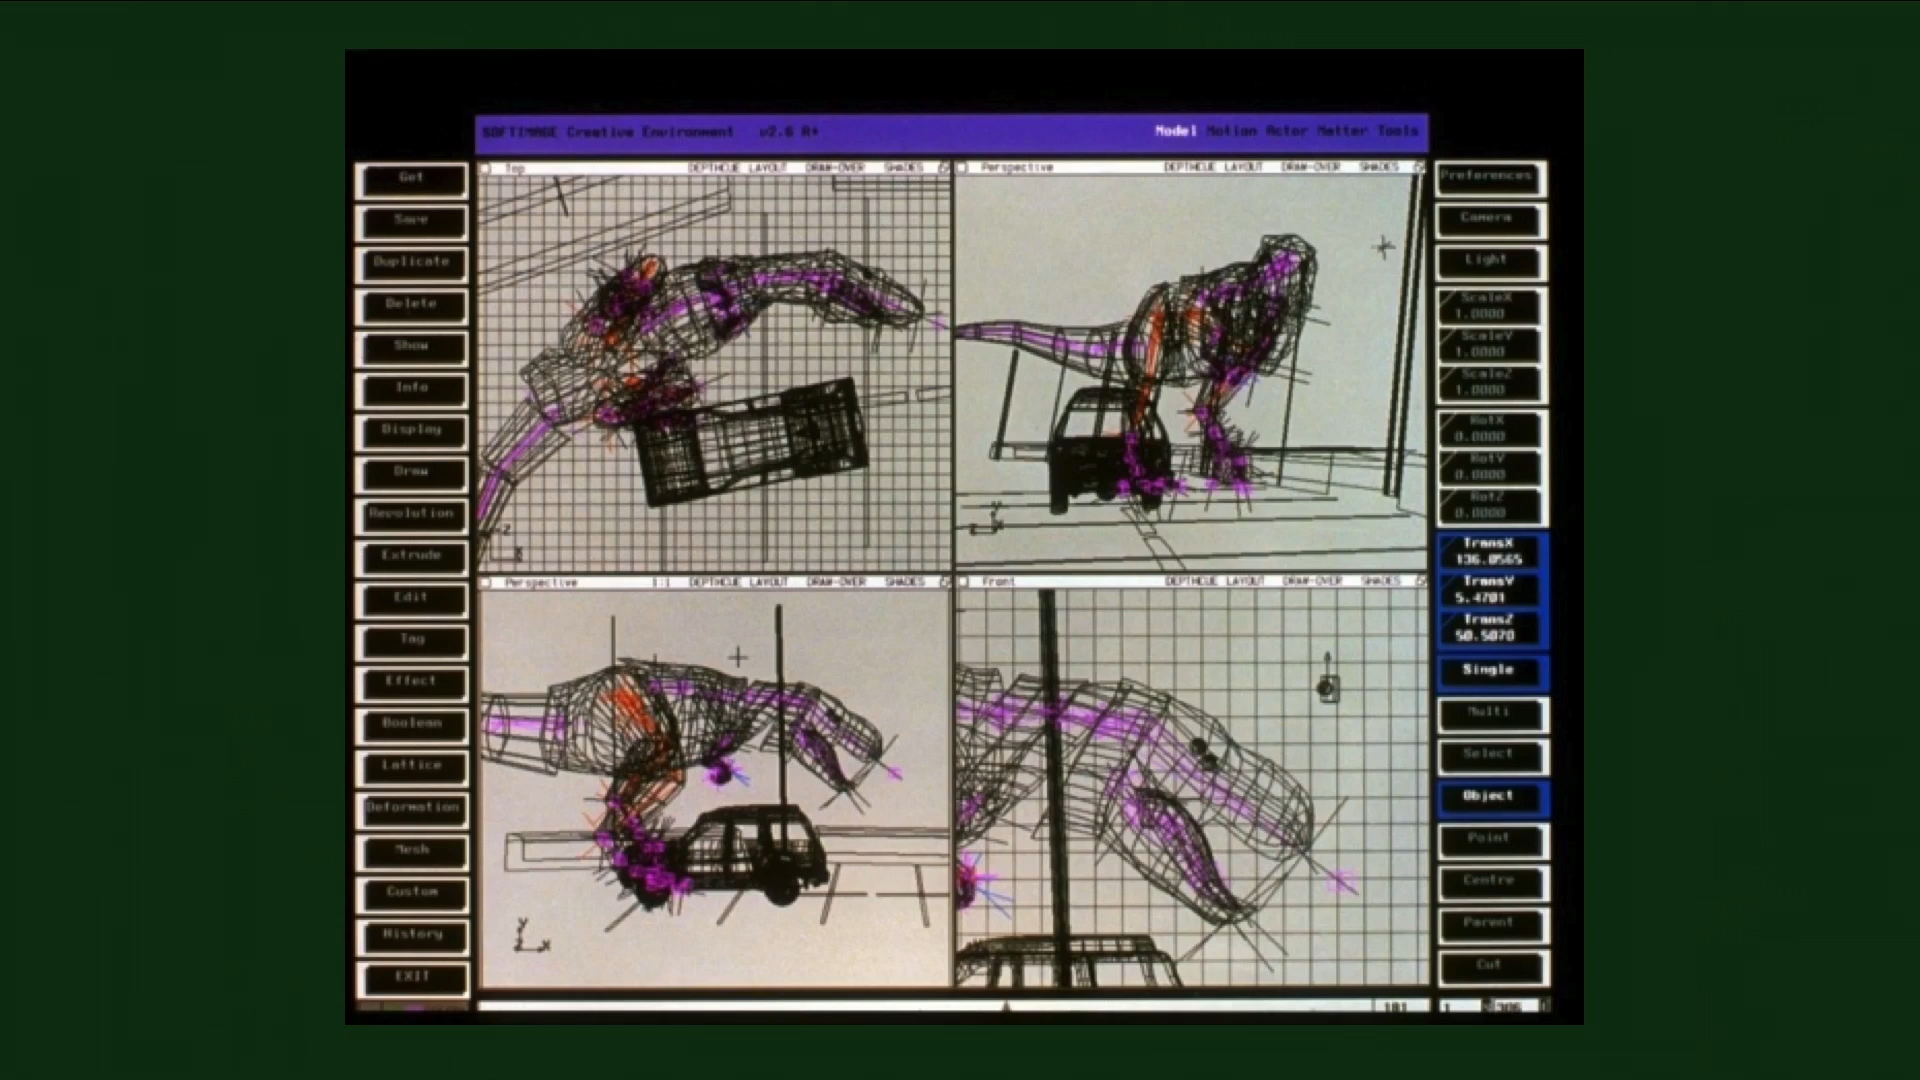 SOFTIMAGE Creative Environment v2.6 R+
Model Motion Actor Matter Tools
Get
Save
Duplicate
Delete
Show
Info
Display
Draw
Revolution
Extrude
Edit
Tag
Effect
Boolean
Lattice
Deformation
Mesh
Custom
History
EXIT
Top DEPTHCUE LAYOUT DRAW-OVER SHADES
Perspective DEPTHCUE LAYOUT DRAW-OVER SHADES
Perspective 1:1 DEPTHCUE LAYOUT DRAW-OVER SHADES
Front DEPTHCUE LAYOUT DRAW-OVER SHADES
Preferences
Camera
Light
ScaleX
1.0000
ScaleY
1.0000
ScaleZ
1.0000
RotX
0.0000
RotY
0.0000
RotZ
0.0000
TransX
136.0565
TransY
5.4701
TransZ
50.5070
Single
Multi
Select
Object
Point
Centre
Parent
Cut
101
1